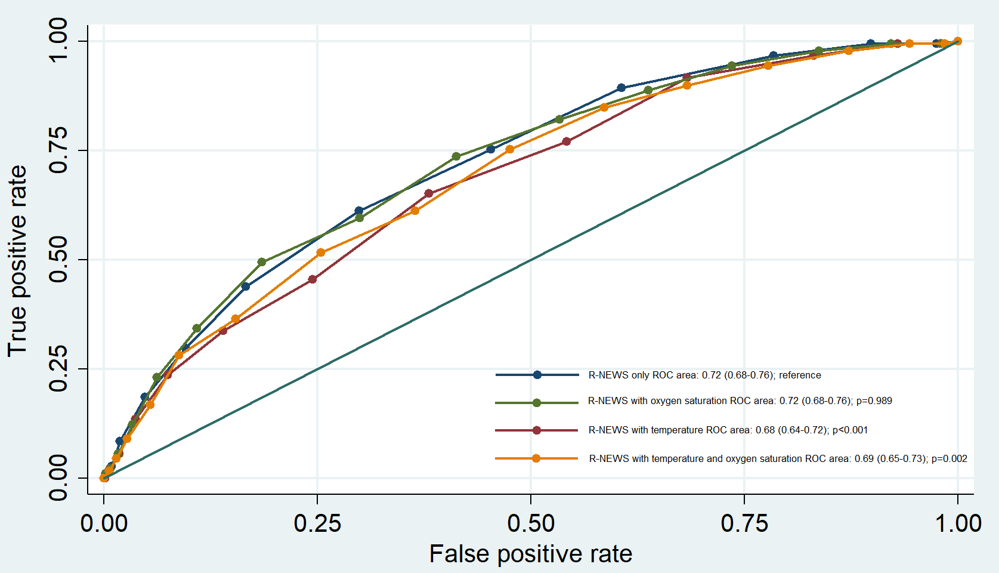 True positive rate
1.00
0.75
0.50
0.25
0.00
R-NEWS only ROC area: 0.72 (0.68-0.76); reference
R-NEWS with oxygen saturation ROC area: 0.72 (0.68-0.76); p=0.989
R-NEWS with temperature ROC area: 0.68 (0.64-0.72); p<0.001
R-NEWS with temperature and oxygen saturation ROC area: 0.69 (0.65-0.73); p=0.002
0.00 0.25 0.50 0.75 1.00
False positive rate